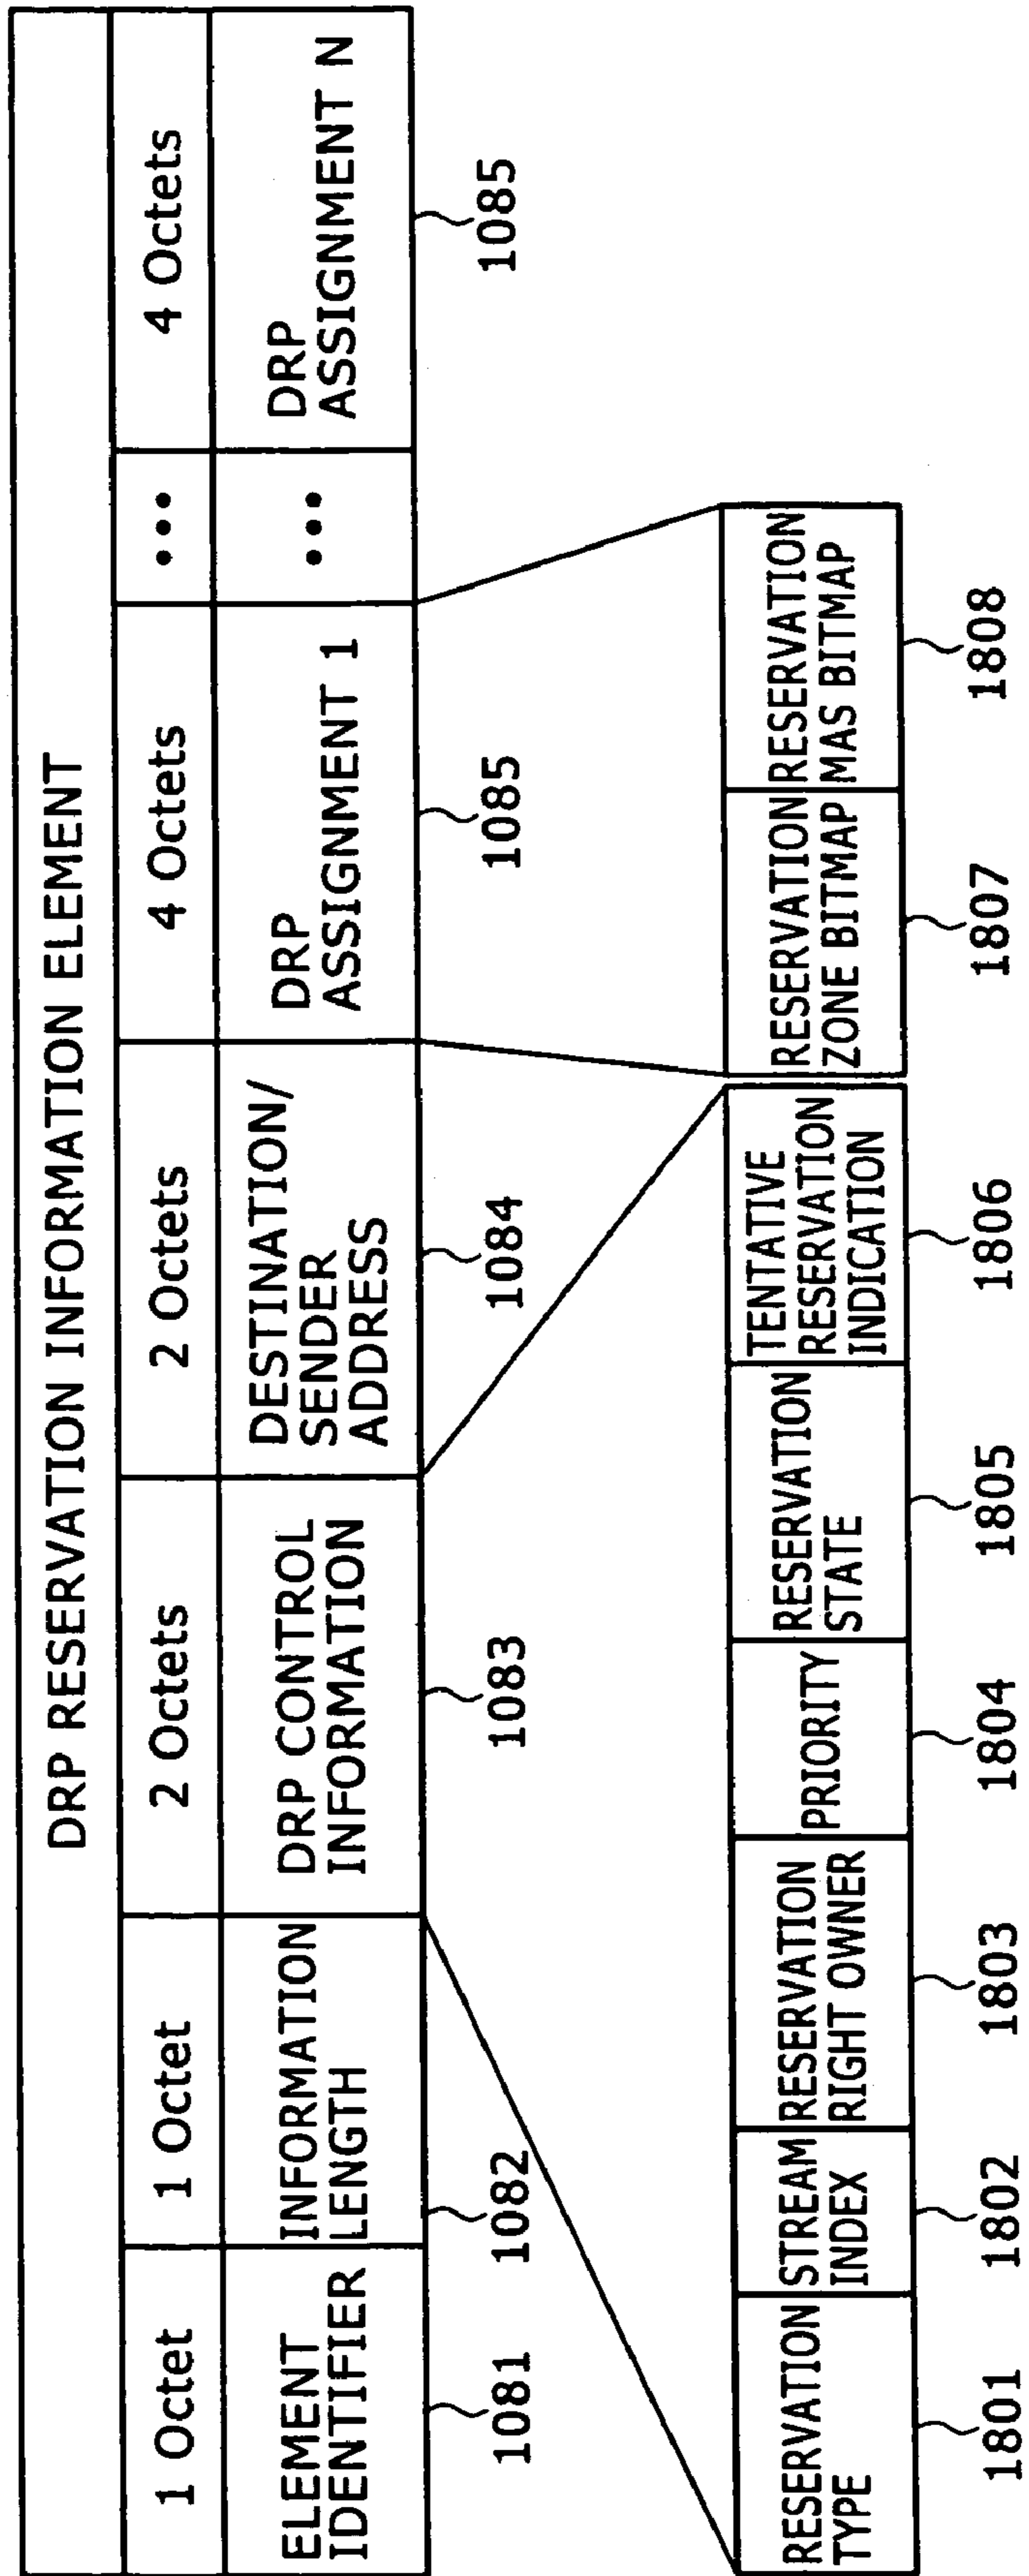 DRP RESERVATION INFORMATION ELEMENT
1 Octet
1 Octet
2 Octets
2 Octets
4 Octets
•••
4 Octets
ELEMENT
IDENTIFIER
INFORMATION
LENGTH
DRP CONTROL
INFORMATION
DESTINATION/
SENDER
ADDRESS
DRP
ASSIGNMENT 1
•••
DRP
ASSIGNMENT N
1081
1082
1083
1084
1085
1085
RESERVATION
TYPE
STREAM
INDEX
RESERVATION
RIGHT OWNER
PRIORITY
RESERVATION
STATE
TENTATIVE
RESERVATION
INDICATION
RESERVATION
ZONE BITMAP
RESERVATION
MAS BITMAP
1801
1802
1803
1804
1805
1806
1807
1808